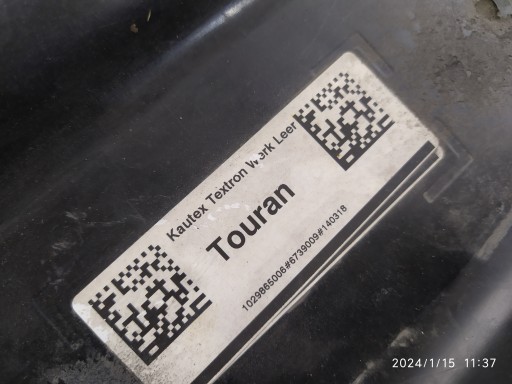 Kautex Textron Werk Leer
Touran
1029865006#6739009#140318
2024/1/15 11:37